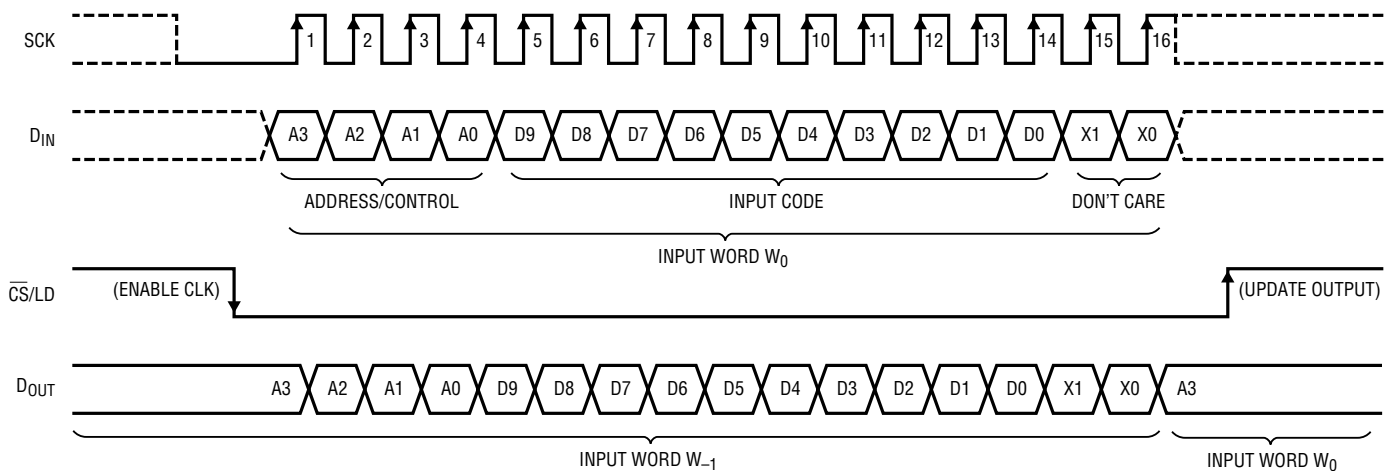 SCK 1 2 3 4 5 6 7 8 9 10 11 12 13 14 15 16
DIN A3 A2 A1 A0 D9 D8 D7 D6 D5 D4 D3 D2 D1 D0 X1 X0
ADDRESS/CONTROL INPUT CODE DON'T CARE
INPUT WORD W0
C̅S̅/LD (ENABLE CLK) (UPDATE OUTPUT)
DOUT A3 A2 A1 A0 D9 D8 D7 D6 D5 D4 D3 D2 D1 D0 X1 X0 A3
INPUT WORD W–1 INPUT WORD W0